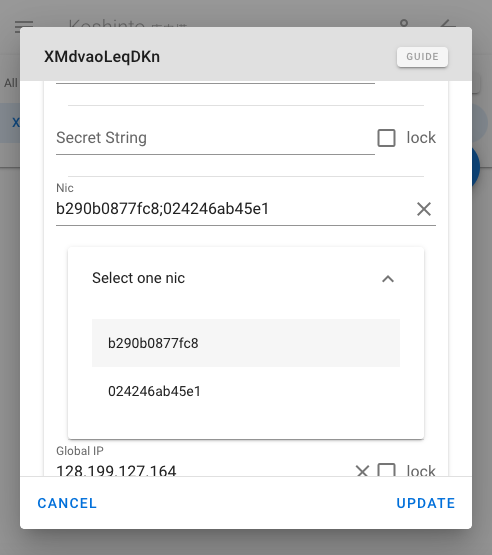 XMdvaoLeqDKn
GUIDE
All
X
Secret String
lock
Nic
b290b0877fc8;024246ab45e1
Select one nic
b290b0877fc8
024246ab45e1
Global IP
128.199.127.164
lock
CANCEL
UPDATE